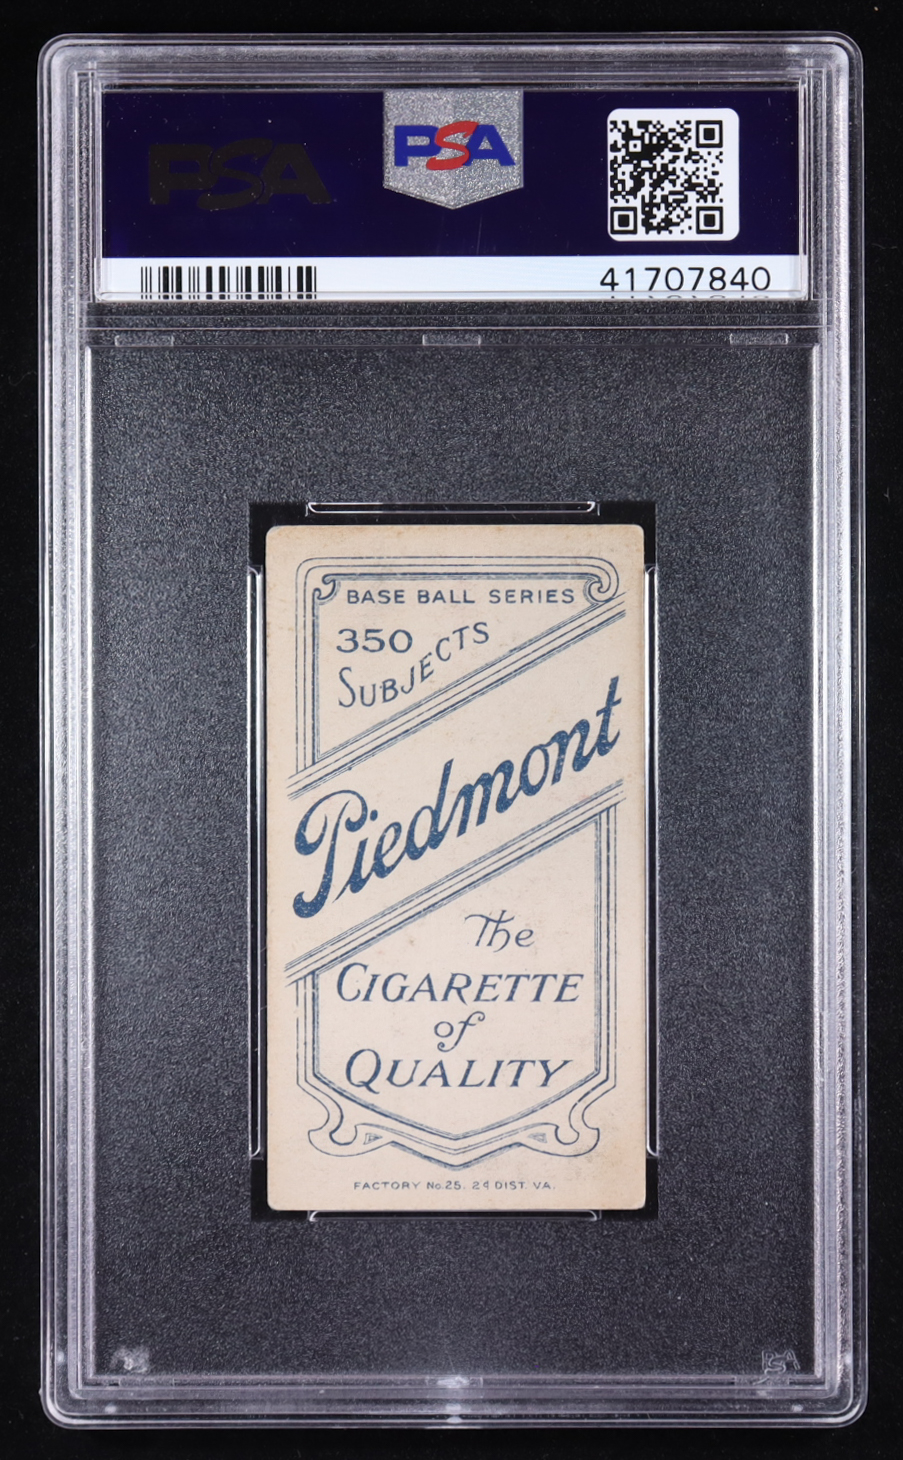 PSA
PSA
41707840
BASE BALL SERIES
350
SUBJECTS
Piedmont
The
CIGARETTE
of
QUALITY
FACTORY No. 25. 2d DIST. VA.
PSA